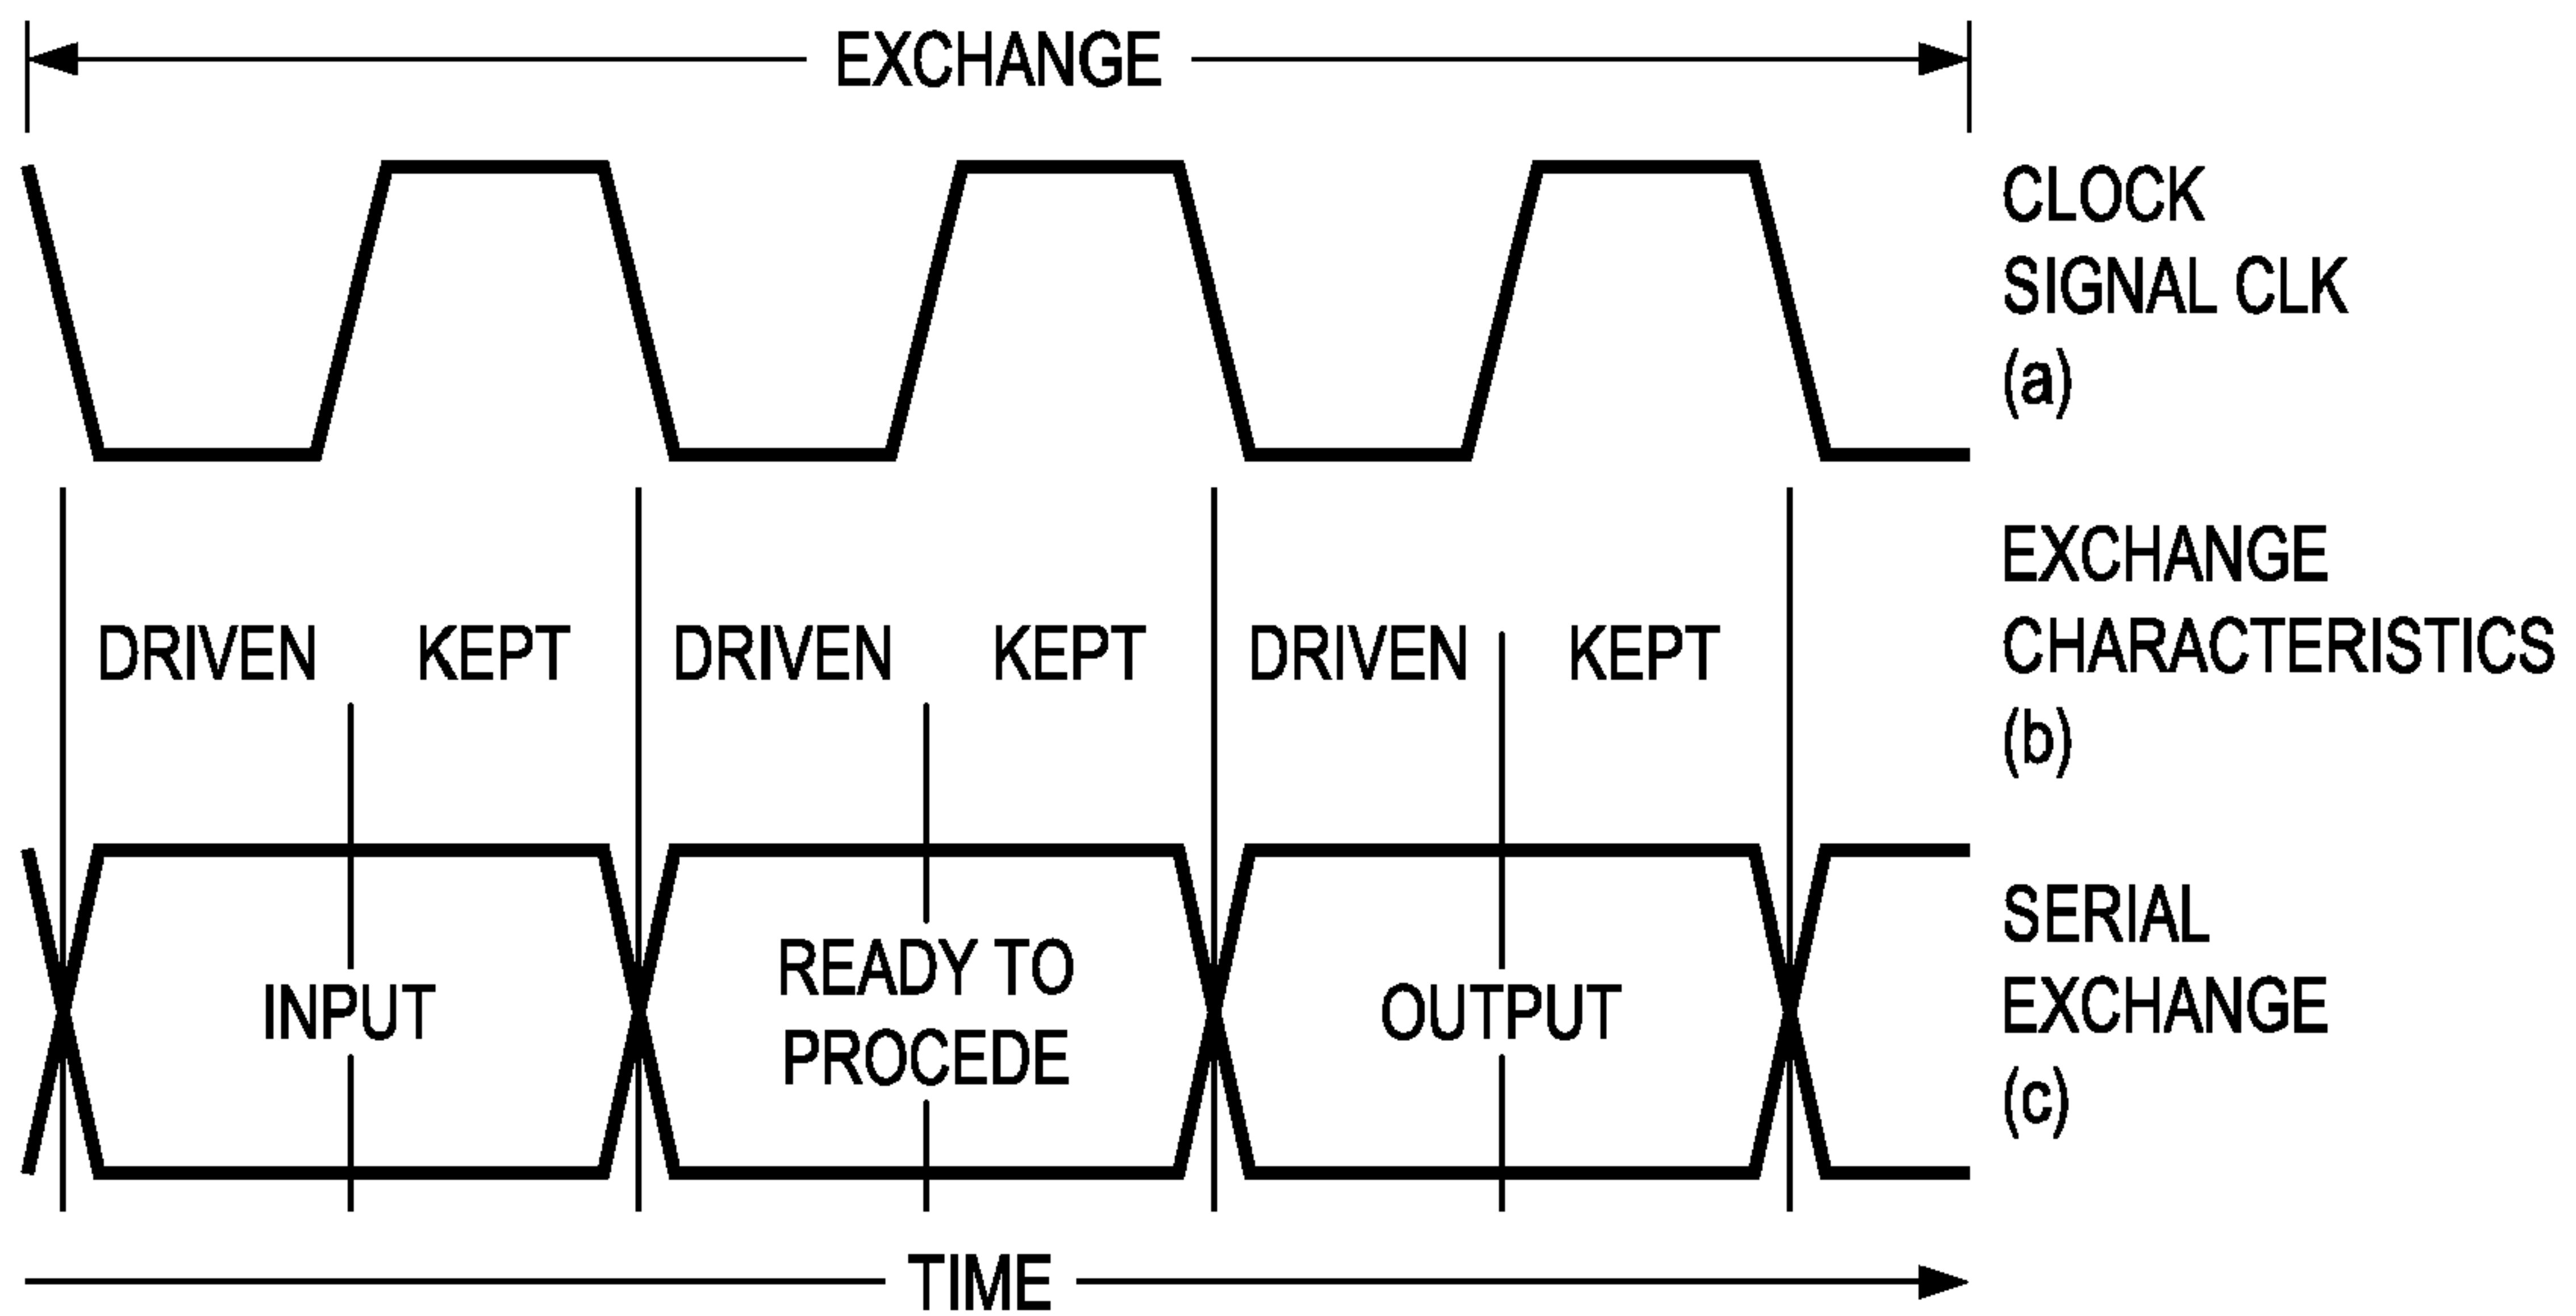 EXCHANGE
CLOCK
SIGNAL CLK
(a)
DRIVEN KEPT DRIVEN KEPT DRIVEN KEPT
EXCHANGE
CHARACTERISTICS
(b)
INPUT
READY TO
PROCEDE
OUTPUT
SERIAL
EXCHANGE
(c)
TIME